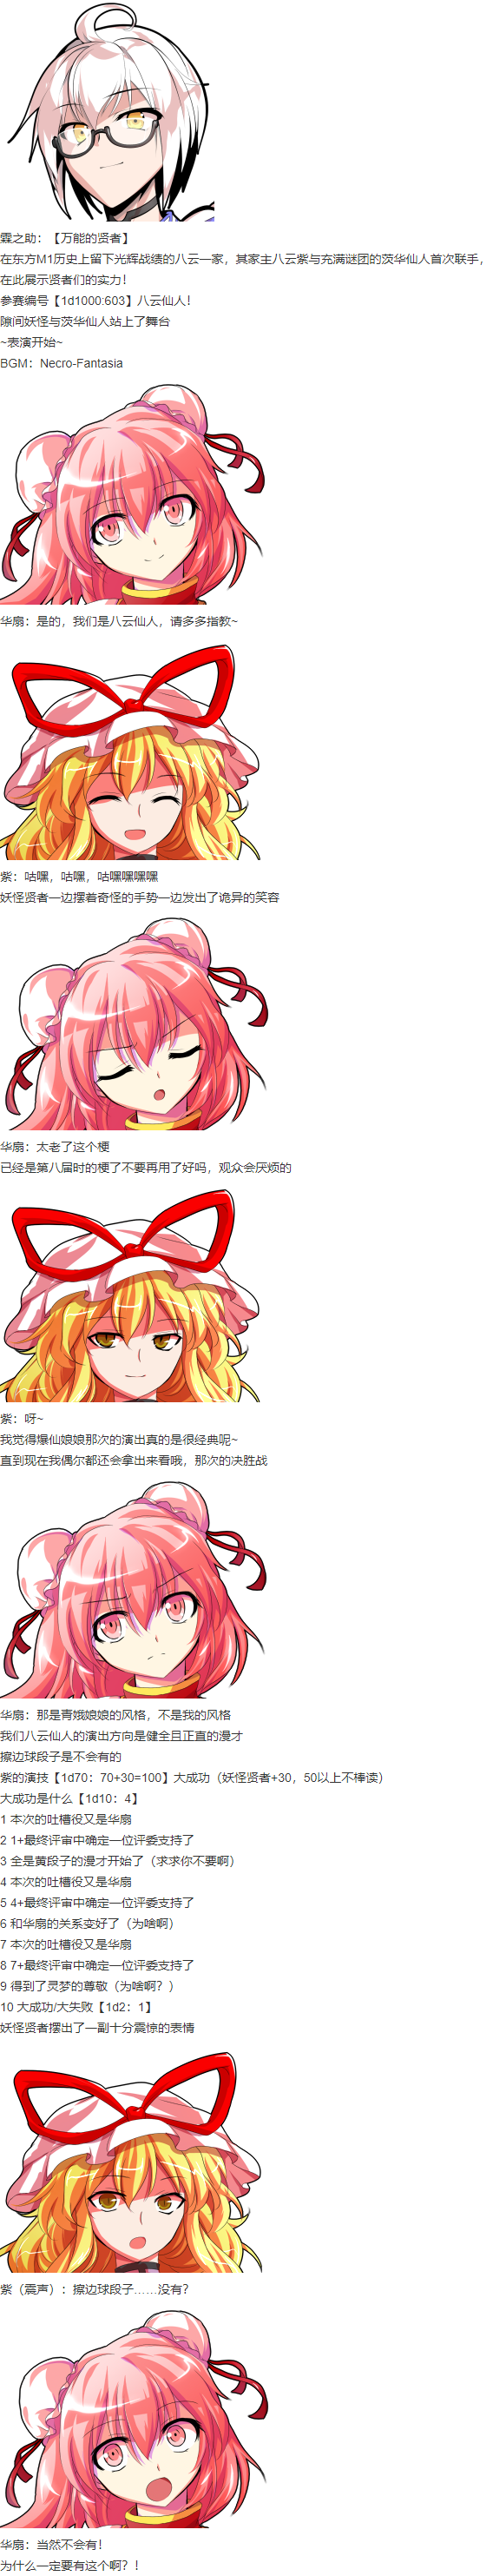 霖之助：【万能的贤者】
在东方M1历史上留下光辉战绩的八云一家，其家主八云紫与充满谜团的茨华仙人首次联手，
在此展示贤者们的实力！
参赛编号【1d1000:603】八云仙人！
隙间妖怪与茨华仙人站上了舞台
~表演开始~
BGM：Necro-Fantasia
华扇：是的，我们是八云仙人，请多多指教~
紫：咕嘿，咕嘿，咕嘿嘿嘿嘿
妖怪贤者一边摆着奇怪的手势一边发出了诡异的笑容
华扇：太老了这个梗
已经是第八届时的梗了不要再用了好吗，观众会厌烦的
紫：呀~
我觉得爆仙娘娘那次的演出真的是很经典呢~
直到现在我偶尔都还会拿出来看哦，那次的决胜战
华扇：那是青娥娘娘的风格，不是我的风格
我们八云仙人的演出方向是健全且正直的漫才
擦边球段子是不会有的
紫的演技【1d70：70+30=100】大成功（妖怪贤者+30，50以上不棒读）
大成功是什么【1d10：4】
1 本次的吐槽役又是华扇
2 1+最终评审中确定一位评委支持了
3 全是黄段子的漫才开始了（求求你不要啊）
4 本次的吐槽役又是华扇
5 4+最终评审中确定一位评委支持了
6 和华扇的关系变好了（为啥啊）
7 本次的吐槽役又是华扇
8 7+最终评审中确定一位评委支持了
9 得到了灵梦的尊敬（为啥啊？）
10 大成功/大失败【1d2：1】
妖怪贤者摆出了一副十分震惊的表情
紫（震声）：擦边球段子……没有？
华扇：当然不会有！
为什么一定要有这个啊？！